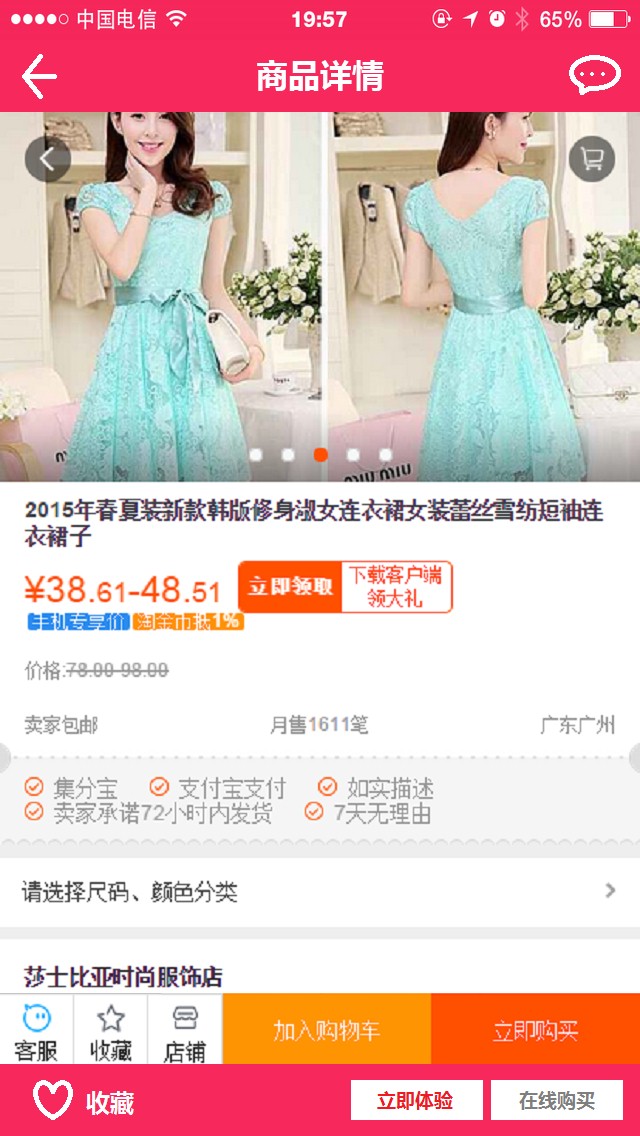 中国电信
19:57
65%
商品详情
miu miu
2015年春夏装新款韩版修身淑女连衣裙女装蕾丝雪纺短袖连
衣裙子
¥38.61-48.51
立即领取
下载客户端
领大礼
手机专享价
淘金币抵1%
价格:78.00-98.00
卖家包邮
月售1611笔
广东广州
集分宝
支付宝支付
如实描述
卖家承诺72小时内发货
7天无理由
请选择尺码、颜色分类
莎士比亚时尚服饰店
客服
收藏
店铺
加入购物车
立即购买
收藏
立即体验
在线购买